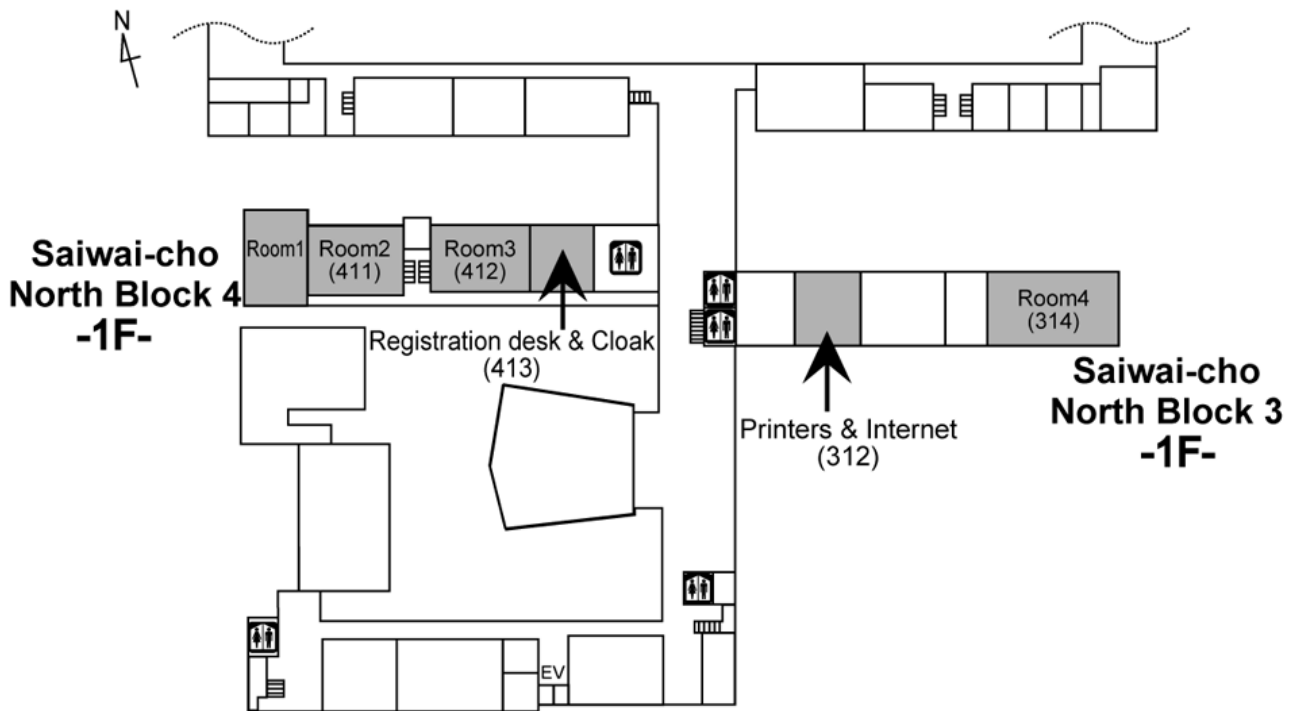 N
Saiwai-cho
North Block 4
-1F-
Room1
Room2
(411)
Room3
(412)
Registration desk & Cloak
(413)
Room4
(314)
Printers & Internet
(312)
Saiwai-cho
North Block 3
-1F-
EV